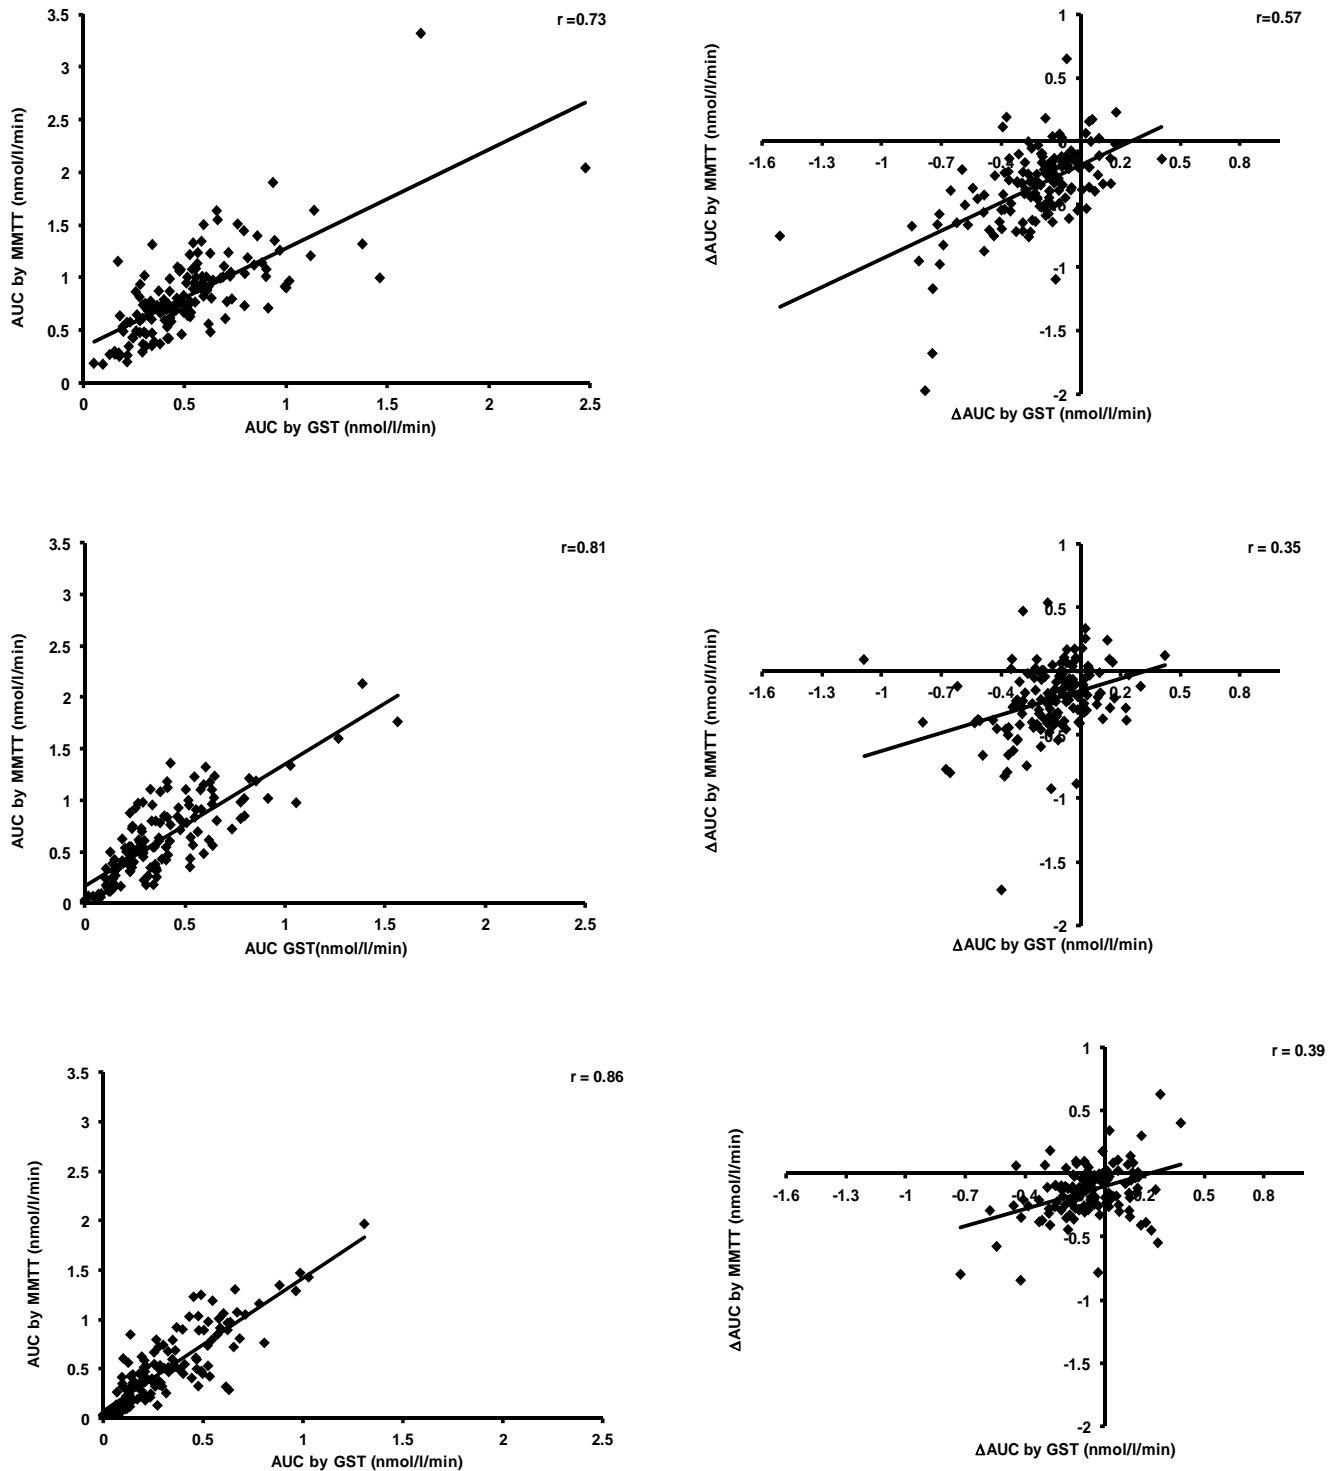 r =0.73
3.5
3
2.5
2
1.5
1
0.5
0
0 0.5 1 1.5 2 2.5
AUC by MMTT (nmol/l/min)
AUC by GST (nmol/l/min)
r=0.57
1
0.5
0
-0.5
-1
-1.5
-2
-1.6 -1.3 -1 -0.7 -0.4 0.2 0.5 0.8
ΔAUC by MMTT (nmol/l/min)
ΔAUC by GST (nmol/l/min)
r=0.81
3.5
3
2.5
2
1.5
1
0.5
0
0 0.5 1 1.5 2 2.5
AUC by MMTT (nmol/l/min)
AUC GST(nmol/l/min)
r = 0.35
1
0.5
-0.5
-1
-1.5
-2
-1.6 -1.3 -1 -0.7 -0.4 0.2 0.5 0.8
ΔAUC by MMTT (nmol/l/min)
ΔAUC by GST (nmol/l/min)
r = 0.86
3.5
3
2.5
2
1.5
1
0.5
0
0 0.5 1 1.5 2 2.5
AUC by MMTT (nmol/l/min)
AUC by GST (nmol/l/min)
r = 0.39
1
0.5
-0.5
-1
-1.5
-2
-1.6 -1.3 -1 -0.7 -0.4 0.2 0.5 0.8
ΔAUC by MMTT (nmol/l/min)
ΔAUC by GST (nmol/l/min)